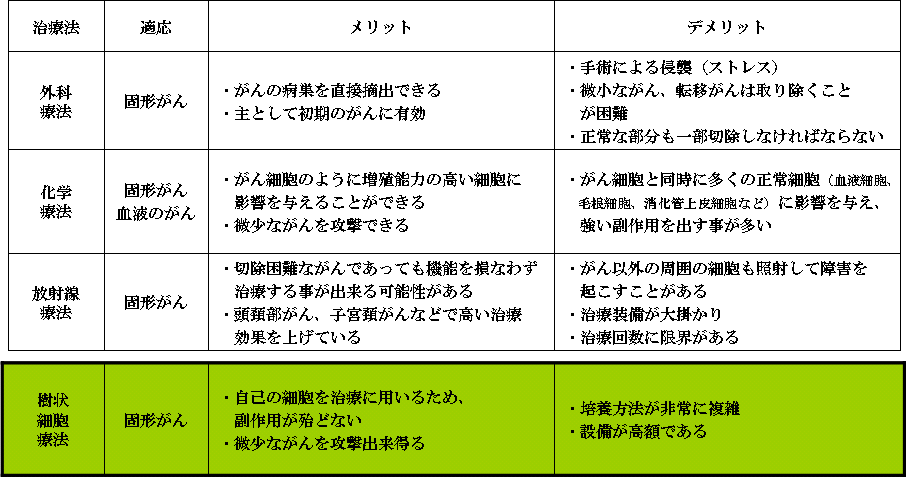 治療法
適応
メリット
デメリット
外科
療法
固形がん
・がんの病巣を直接摘出できる
・主として初期のがんに有効
・手術による侵襲（ストレス）
・微小ながん、転移がんは取り除くこと
が困難
・正常な部分も一部切除しなければならない
化学
療法
固形がん
血液のがん
・がん細胞のように増殖能力の高い細胞に
影響を与えることができる
・微少ながんを攻撃できる
・がん細胞と同時に多くの正常細胞（血液細胞、
毛根細胞、消化管上皮細胞など）に影響を与え、
強い副作用を出す事が多い
放射線
療法
固形がん
・切除困難ながんであっても機能を損なわず
治療する事が出来る可能性がある
・頭頚部がん、子宮頚がんなどで高い治療
効果を上げている
・がん以外の周囲の細胞も照射して障害を
起こすことがある
・治療装備が大掛かり
・治療回数に限界がある
樹状
細胞
療法
固形がん
・自己の細胞を治療に用いるため、
副作用が殆どない
・微少ながんを攻撃出来得る
・培養方法が非常に複雑
・設備が高額である